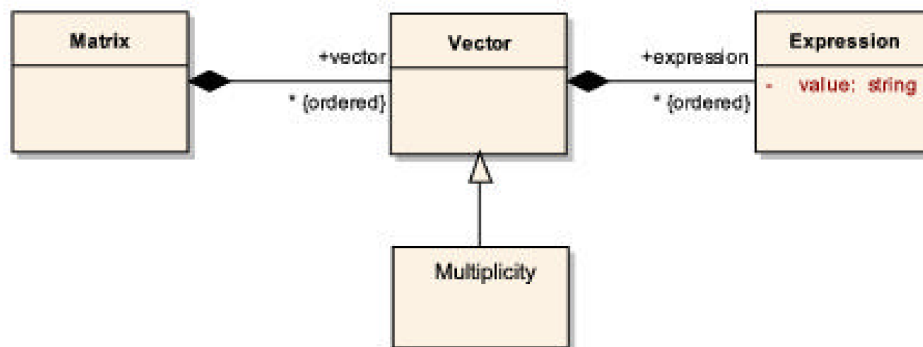 Matrix
Vector
Expression
+vector
+expression
- value: string
* {ordered}
* {ordered}
Multiplicity